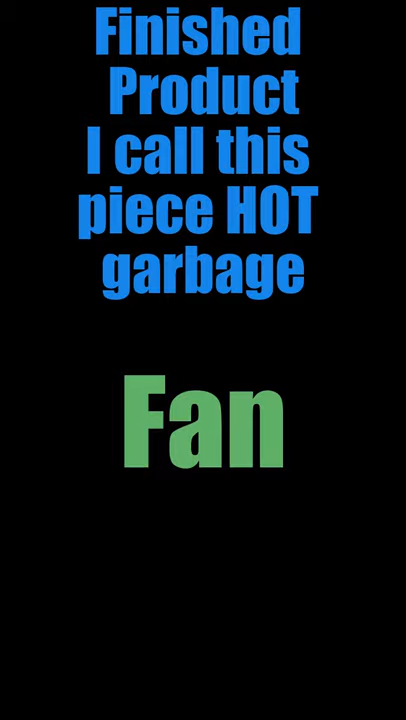 Finished
Product
I call this
piece HOT
garbage
Fan